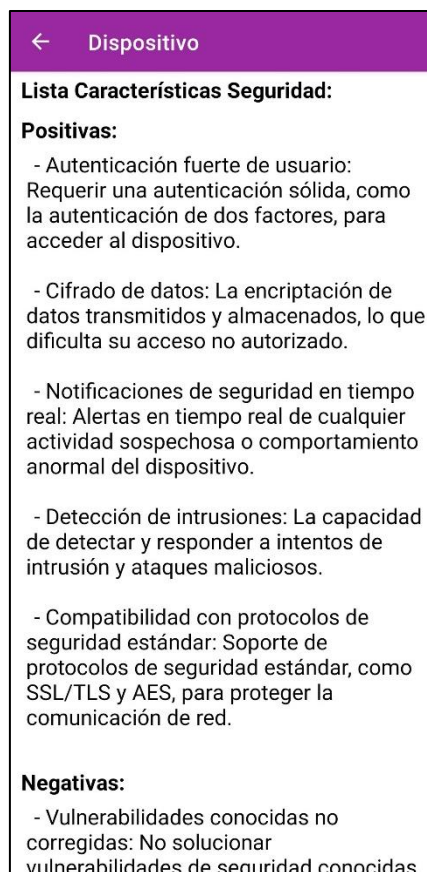 Dispositivo
Lista Características Seguridad:
Positivas:
- Autenticación fuerte de usuario:
Requerir una autenticación sólida, como
la autenticación de dos factores, para
acceder al dispositivo.
- Cifrado de datos: La encriptación de
datos transmitidos y almacenados, lo que
dificulta su acceso no autorizado.
- Notificaciones de seguridad en tiempo
real: Alertas en tiempo real de cualquier
actividad sospechosa o comportamiento
anormal del dispositivo.
- Detección de intrusiones: La capacidad
de detectar y responder a intentos de
intrusión y ataques maliciosos.
- Compatibilidad con protocolos de
seguridad estándar: Soporte de
protocolos de seguridad estándar, como
SSL/TLS y AES, para proteger la
comunicación de red.
Negativas:
- Vulnerabilidades conocidas no
corregidas: No solucionar
vulnerabilidades de seguridad conocidas